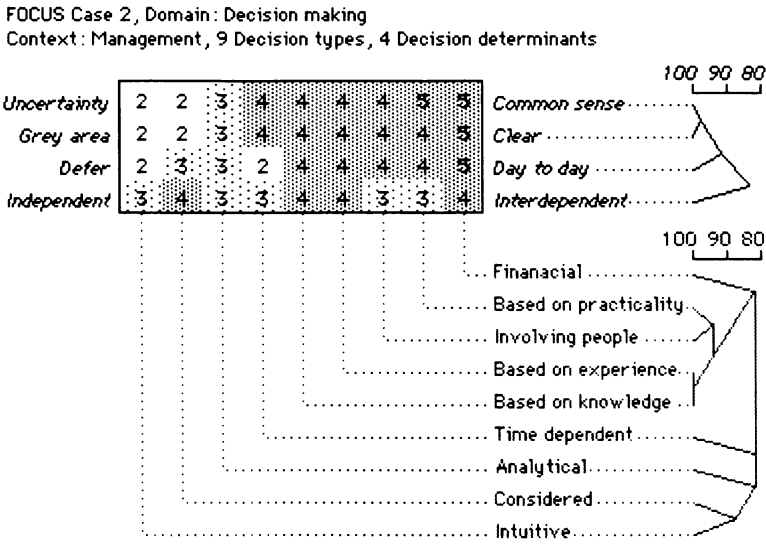 FOCUS Case 2, Domain: Decision making
Context: Management, 9 Decision types, 4 Decision determinants
100 90 80
Uncertainty 2 2 3 4 4 4 4 5 5 Common sense
Grey area 2 2 3 4 4 4 4 4 5 Clear
Defer 2 3 3 2 4 4 4 4 5 Day to day
Independent 3 4 3 3 4 4 3 3 4 Interdependent
100 90 80
Finanacial
Based on practicality
Involving people
Based on experience
Based on knowledge
Time dependent
Analytical
Considered
Intuitive